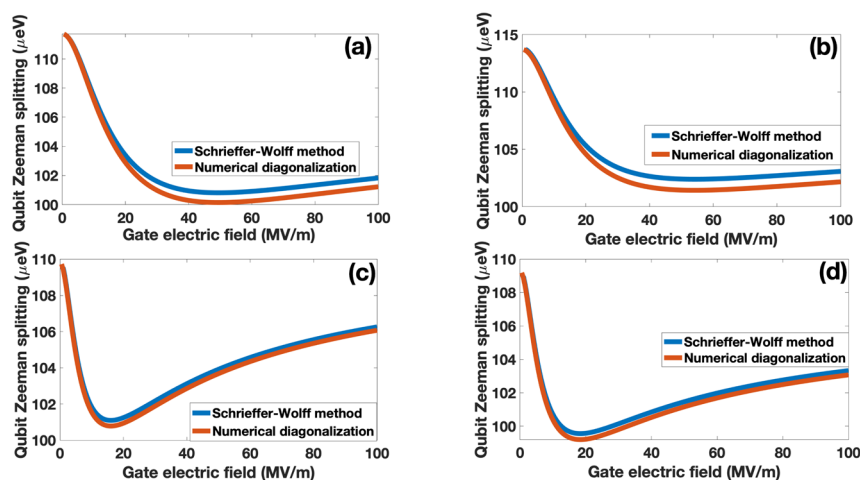 (a)
Qubit Zeeman splitting (μeV)
110
108
106
104
102
100
Schrieffer-Wolff method
Numerical diagonalization
0 20 40 60 80 100
Gate electric field (MV/m)
(b)
Qubit Zeeman splitting (μeV)
115
110
105
100
Schrieffer-Wolff method
Numerical diagonalization
0 20 40 60 80 100
Gate electric field (MV/m)
(c)
Qubit Zeeman splitting (μeV)
110
108
106
104
102
100
Schrieffer-Wolff method
Numerical diagonalization
0 20 40 60 80 100
Gate electric field (MV/m)
(d)
Qubit Zeeman splitting (μeV)
110
108
106
104
102
100
Schrieffer-Wolff method
Numerical diagonalization
0 20 40 60 80 100
Gate electric field (MV/m)